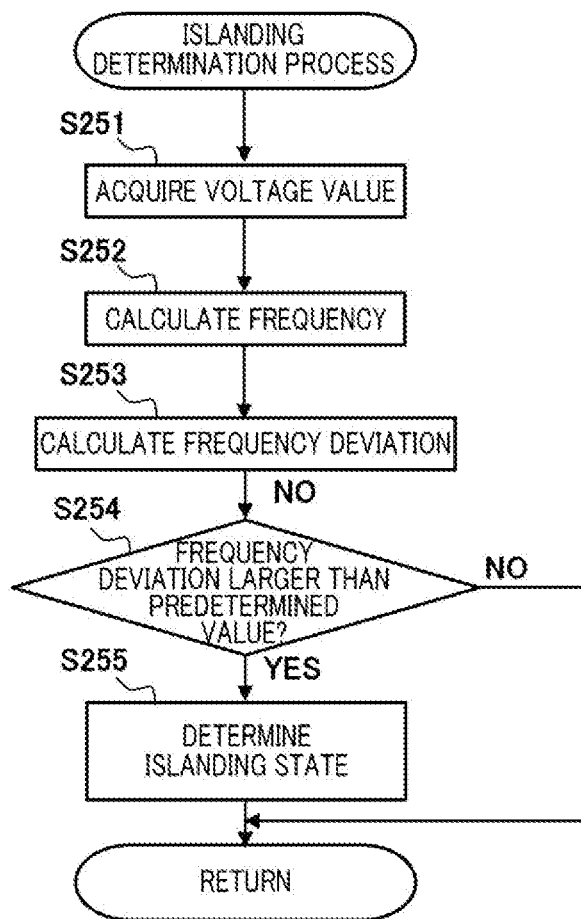 ISLANDING
DETERMINATION PROCESS
S251
ACQUIRE VOLTAGE VALUE
S252
CALCULATE FREQUENCY
S253
CALCULATE FREQUENCY DEVIATION
NO
S254
FREQUENCY
DEVIATION LARGER THAN
PREDETERMINED
VALUE?
NO
YES
S255
DETERMINE
ISLANDING STATE
RETURN